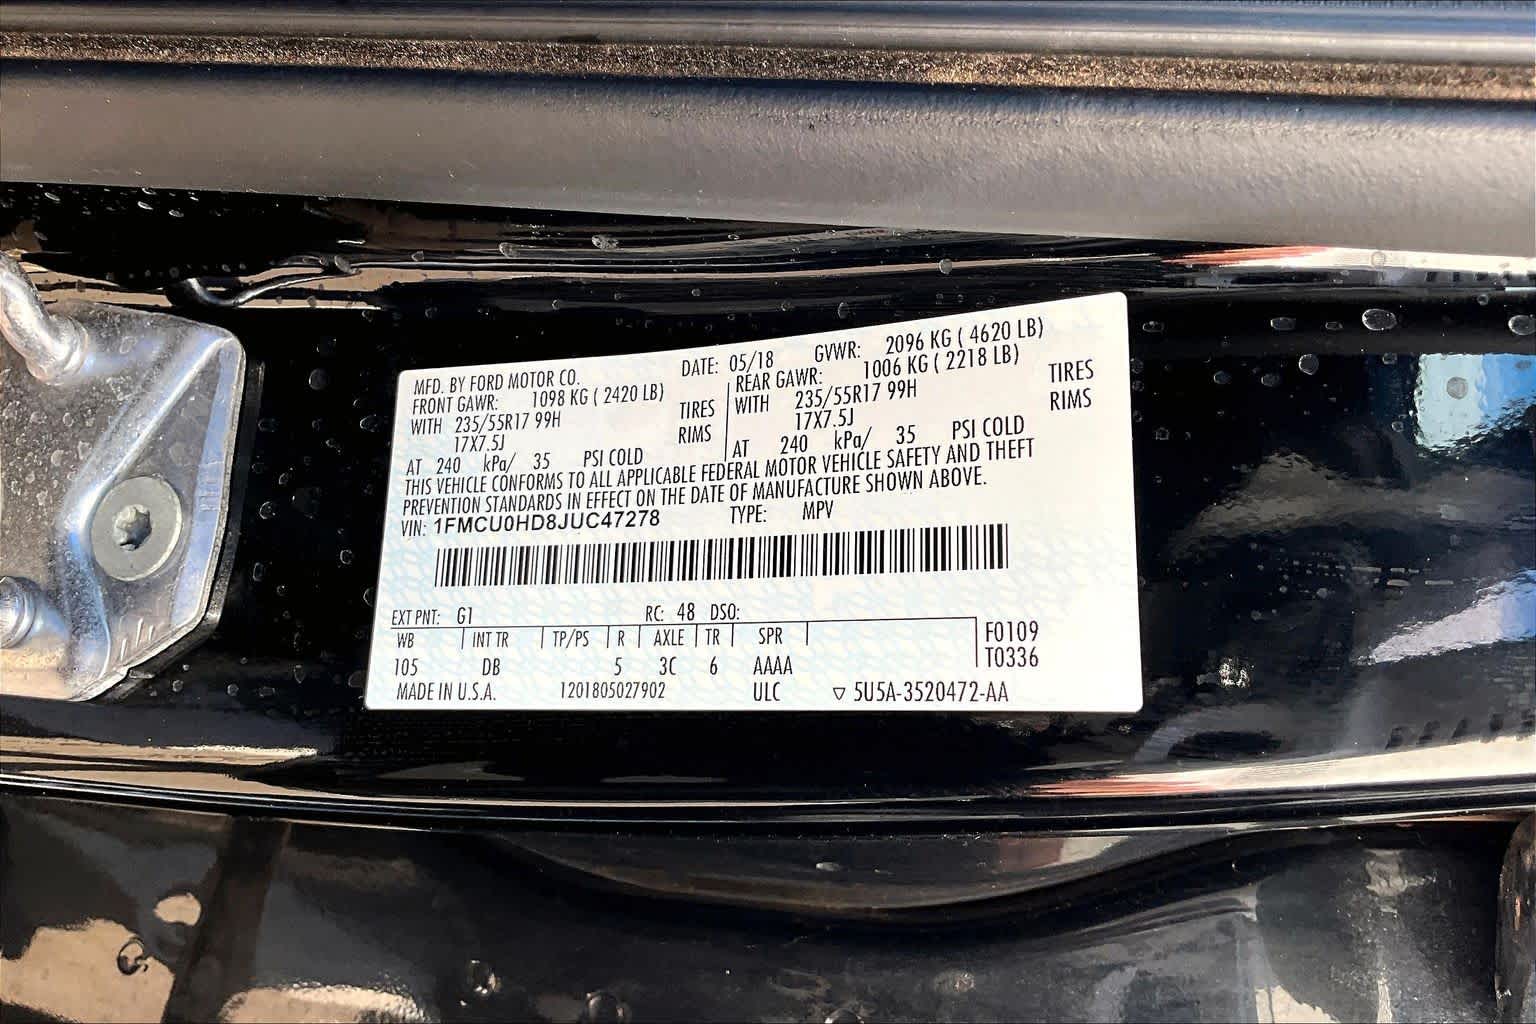 MFD. BY FORD MOTOR CO. DATE: 05/18 GVWR: 2096 KG ( 4620 LB)
FRONT GAWR: 1098 KG ( 2420 LB) REAR GAWR: 1006 KG ( 2218 LB)
WITH 235/55R17 99H TIRES WITH 235/55R17 99H TIRES
17X7.5J RIMS 17X7.5J RIMS
AT 240 kPa/ 35 PSI COLD AT 240 kPa/ 35 PSI COLD
THIS VEHICLE CONFORMS TO ALL APPLICABLE FEDERAL MOTOR VEHICLE SAFETY AND THEFT
PREVENTION STANDARDS IN EFFECT ON THE DATE OF MANUFACTURE SHOWN ABOVE.
VIN: 1FMCU0HD8JUC47278 TYPE: MPV
EXT PNT: G1 RC: 48 DSO:
WB INT TR TP/PS R AXLE TR SPR F0109
105 DB 5 3C 6 AAAA T0336
MADE IN U.S.A. 1201805027902 ULC ▽ 5U5A-3520472-AA